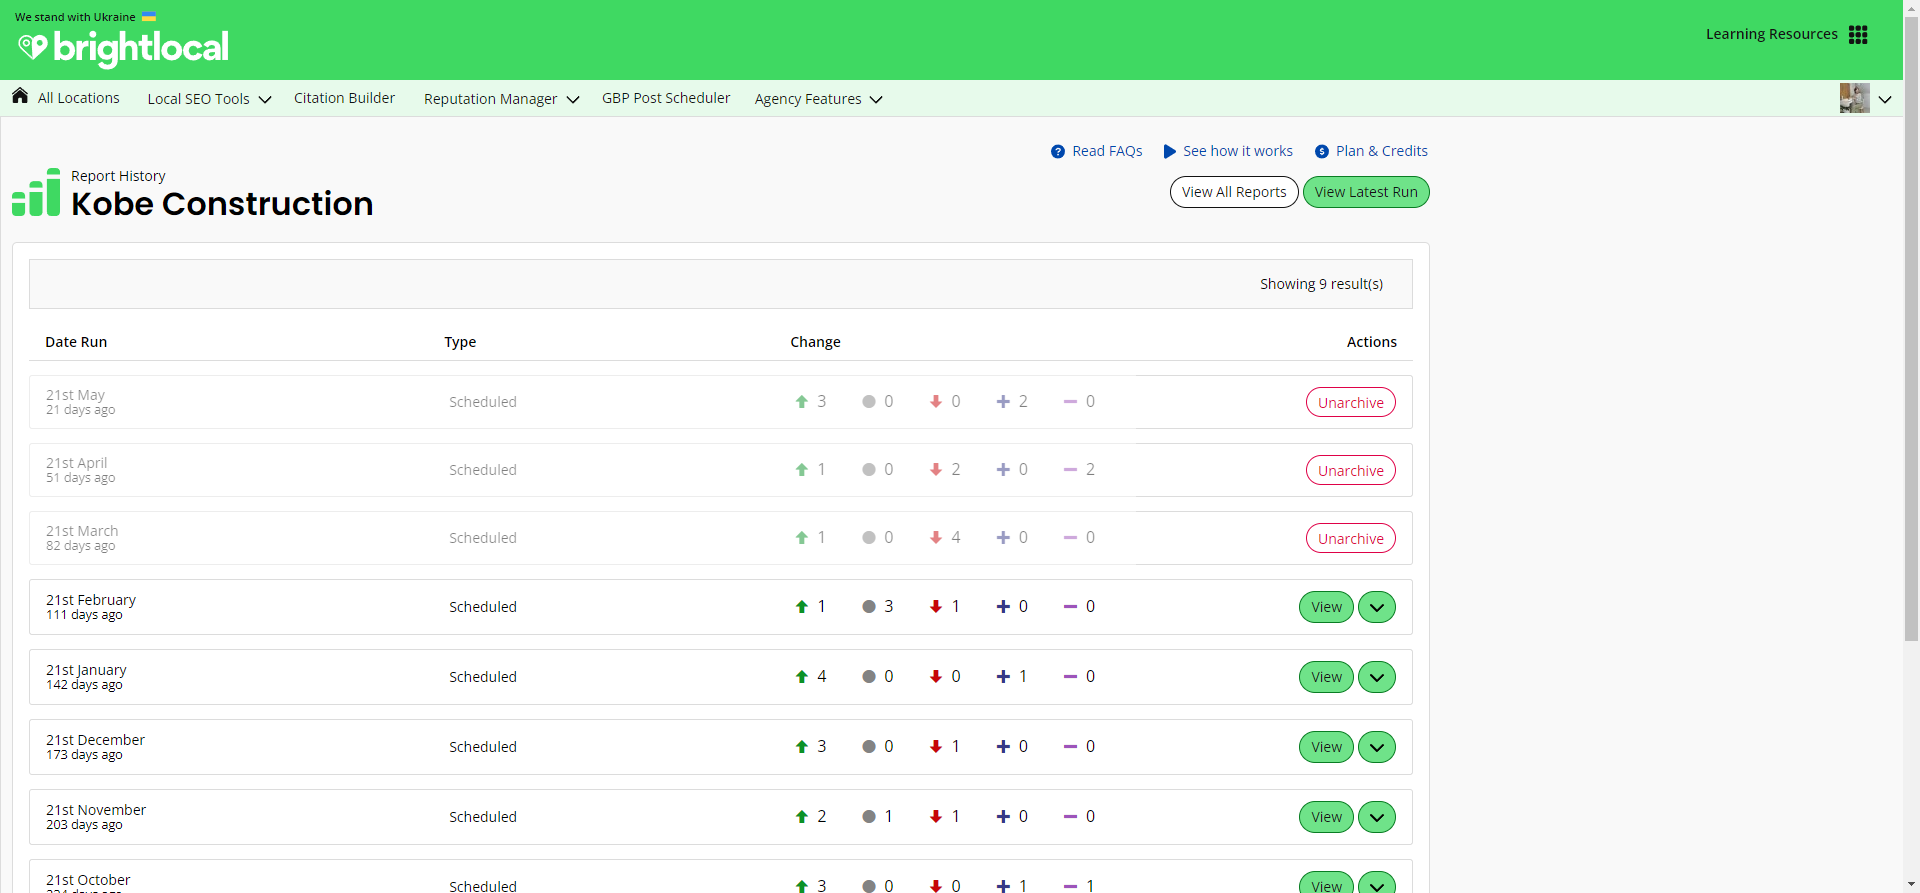 We stand with Ukraine
brightlocal
Learning Resources
All Locations Local SEO Tools Citation Builder Reputation Manager GBP Post Scheduler Agency Features
Read FAQs See how it works Plan & Credits
Report History
Kobe Construction
View All Reports View Latest Run
Showing 9 result(s)
Date Run Type Change Actions
21st May
21 days ago
Scheduled 3 0 0 2 0 Unarchive
21st April
51 days ago
Scheduled 1 0 2 0 2 Unarchive
21st March
82 days ago
Scheduled 1 0 4 0 0 Unarchive
21st February
111 days ago
Scheduled 1 3 1 0 0 View
21st January
142 days ago
Scheduled 4 0 0 1 0 View
21st December
173 days ago
Scheduled 3 0 1 0 0 View
21st November
203 days ago
Scheduled 2 1 1 0 0 View
21st October
Scheduled 3 0 0 1 1 View